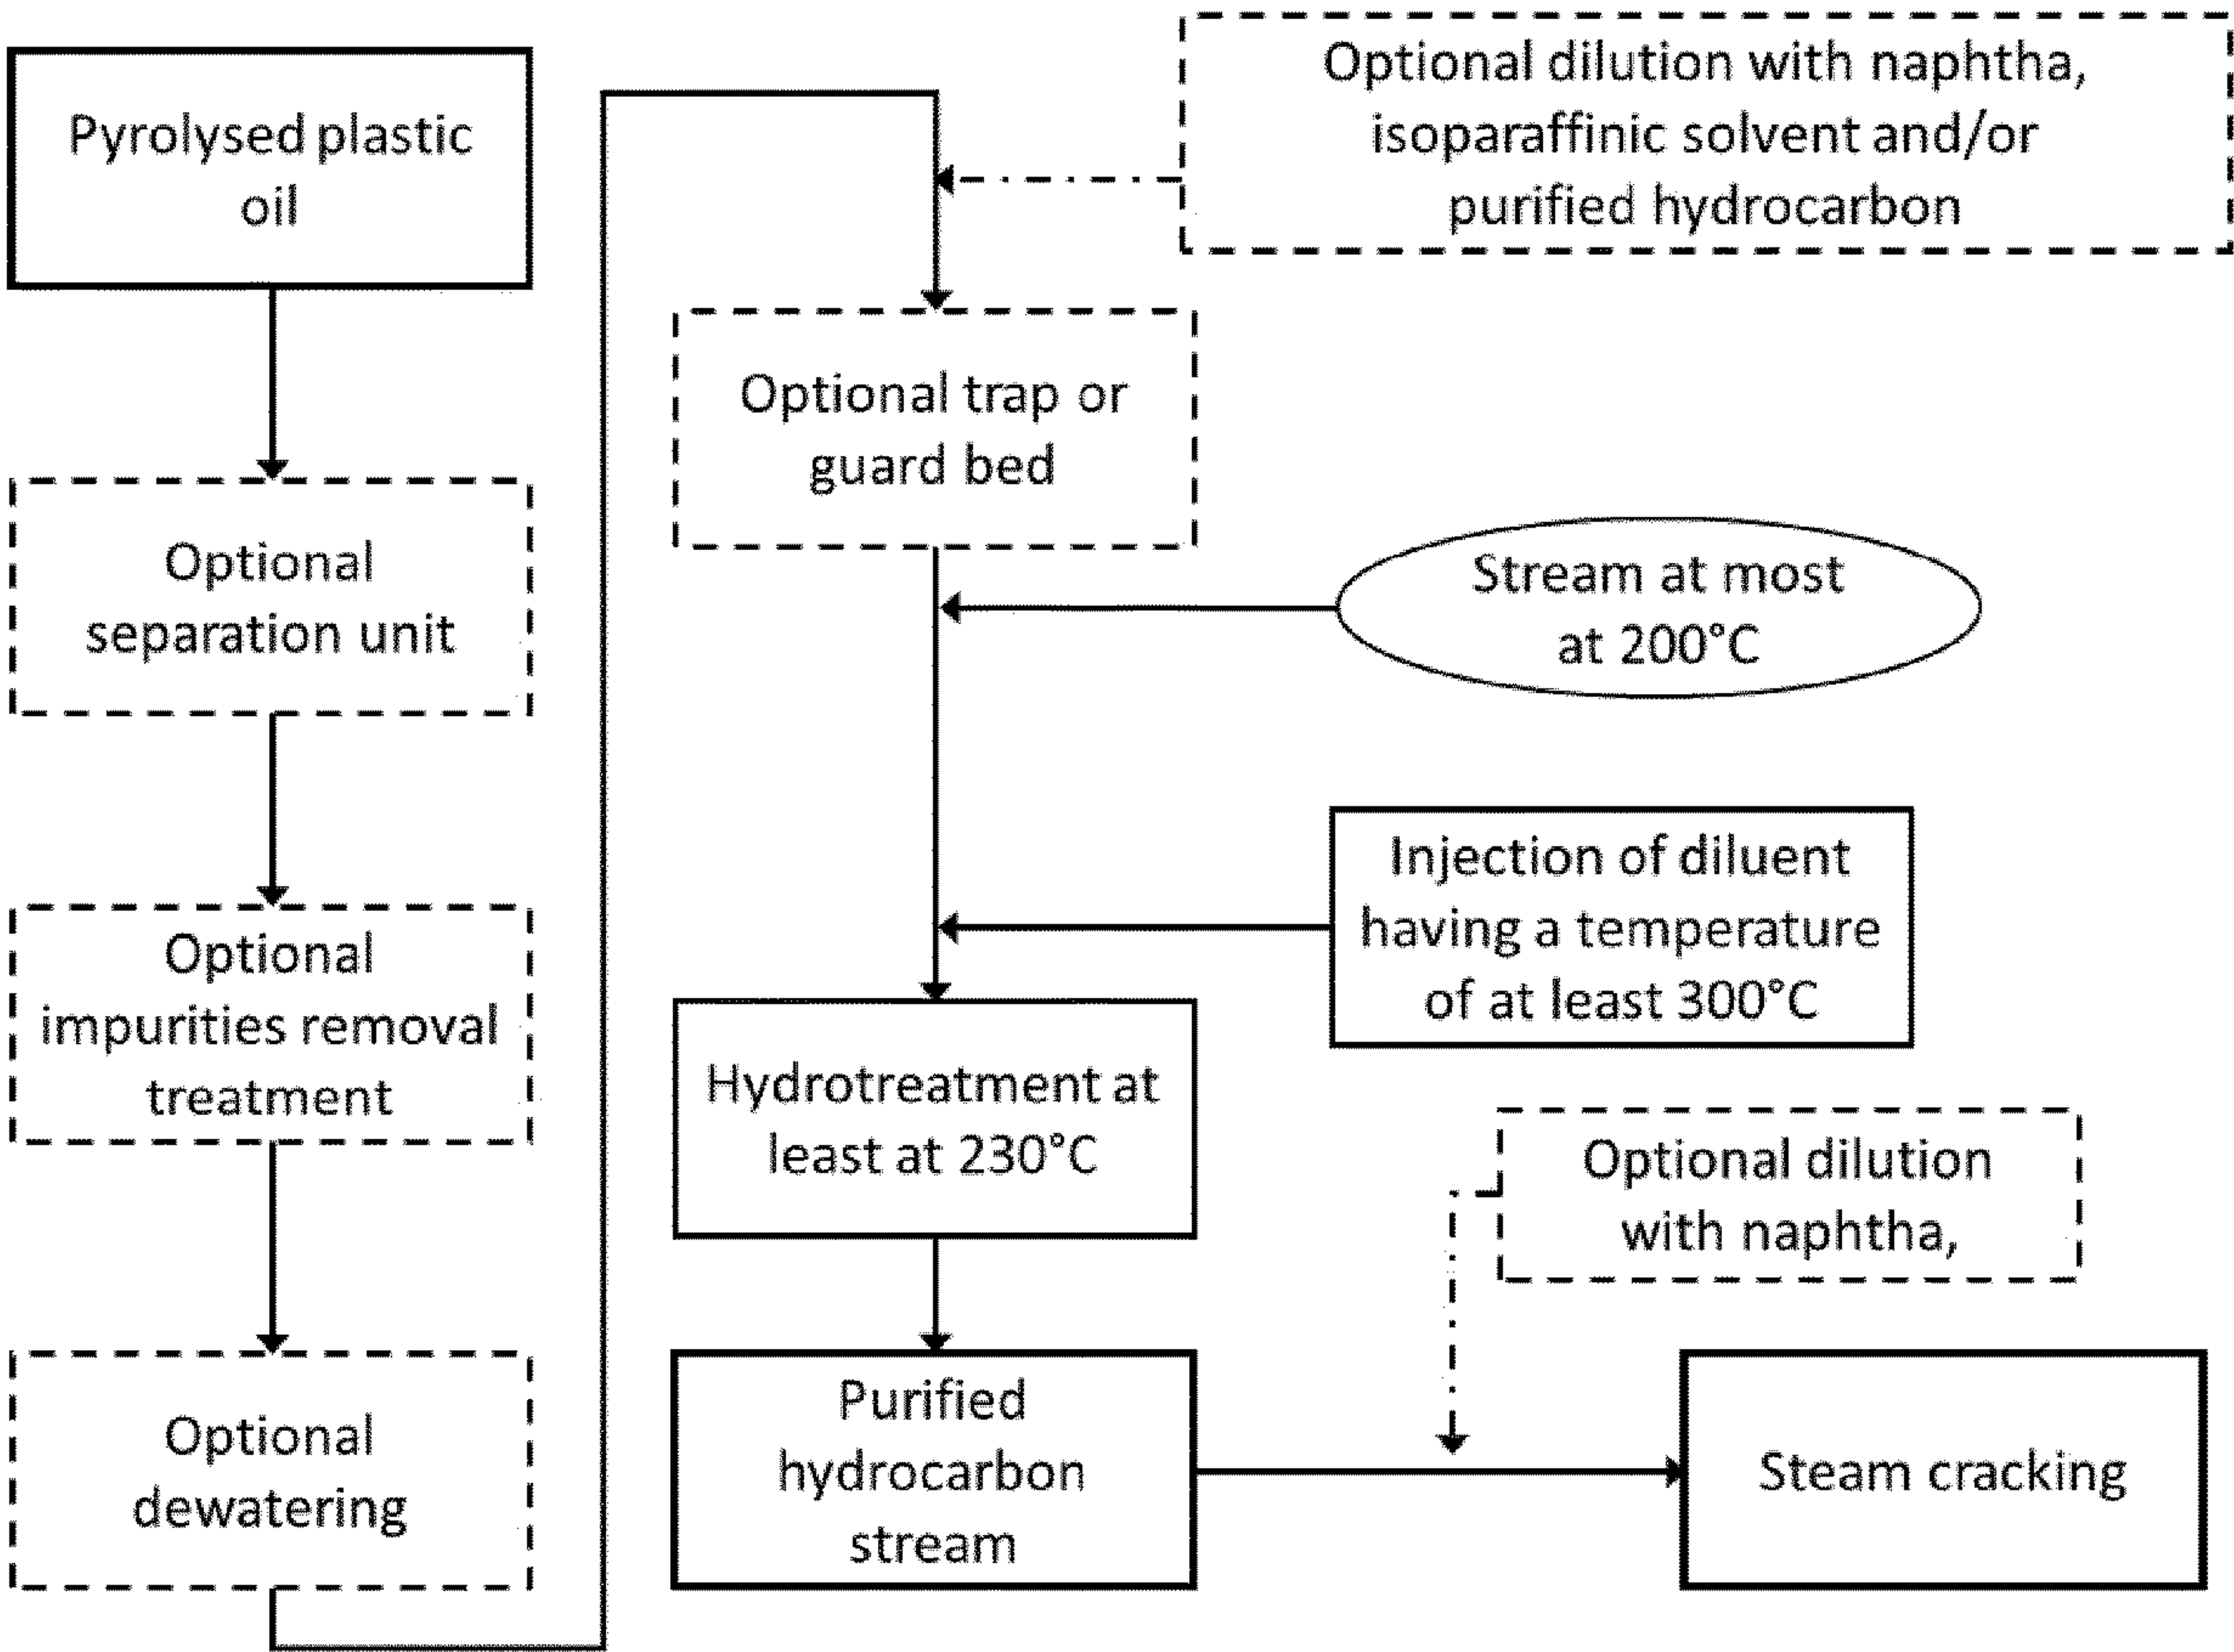 Pyrolysed plastic
oil
Optional
separation unit
Optional
impurities removal
treatment
Optional
dewatering
Optional dilution with naphtha,
isoparaffinic solvent and/or
purified hydrocarbon
Optional trap or
guard bed
Stream at most
at 200°C
Injection of diluent
having a temperature
of at least 300°C
Hydrotreatment at
least at 230°C
Optional dilution
with naphtha,
Purified
hydrocarbon
stream
Steam cracking